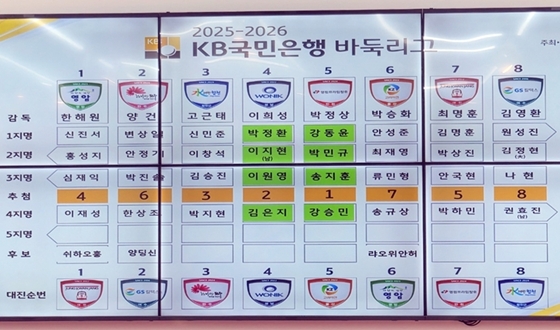 2025-2026
KB국민은행 바둑리그
주최·
1 2 3 4 5 6 7 8
감독 한해원 양건 고근태 이희성 박정상 박승화 최명훈 김영환
1지명 신진서 변상일 신민준 박정환 강동윤 안성준 김명훈 원성진
2지명 홍성지 안정기 이창석 이지현(남) 박민규 최재영 박상진 김정현(大)
3지명 심재익 박진솔 김승진 이원영 송지훈 류민형 안국현 나현
추첨 4 6 3 2 1 7 5 8
4지명 이재성 한상조 박지현 김은지 강승민 송규상 박하민 권효진(남)
5지명
후보 쉬하오훙 양딩신 랴오위안허
1 2 3 4 5 6 7 8
대진순번